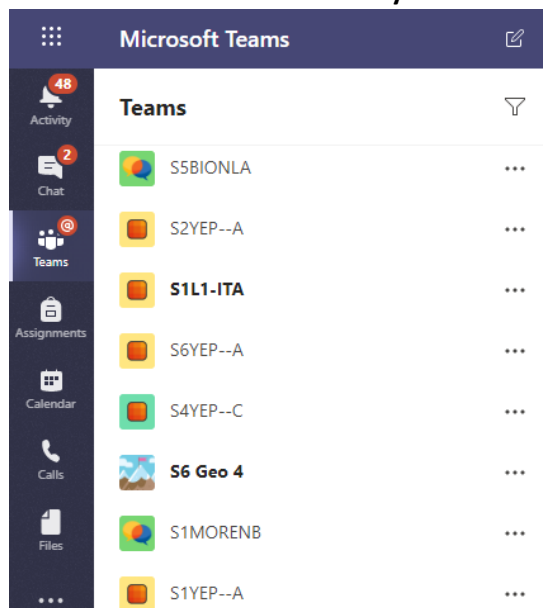 Microsoft Teams
48
Activity
2
Chat
@
Teams
Assignments
Calendar
Calls
Files
Teams
S5BIONLA
S2YEP--A
S1L1-ITA
S6YEP--A
S4YEP--C
S6 Geo 4
S1MORENB
S1YEP--A